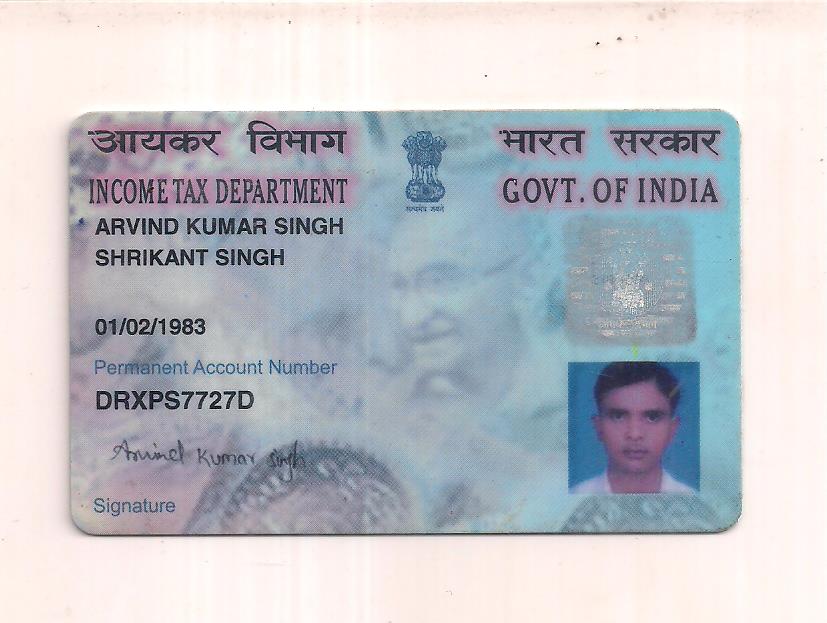 आयकर विभाग
भारत सरकार
INCOME TAX DEPARTMENT
GOVT. OF INDIA
सत्यमेव जयते
ARVIND KUMAR SINGH
SHRIKANT SINGH
01/02/1983
Permanent Account Number
DRXPS7727D
Arvind Kumar Singh
Signature